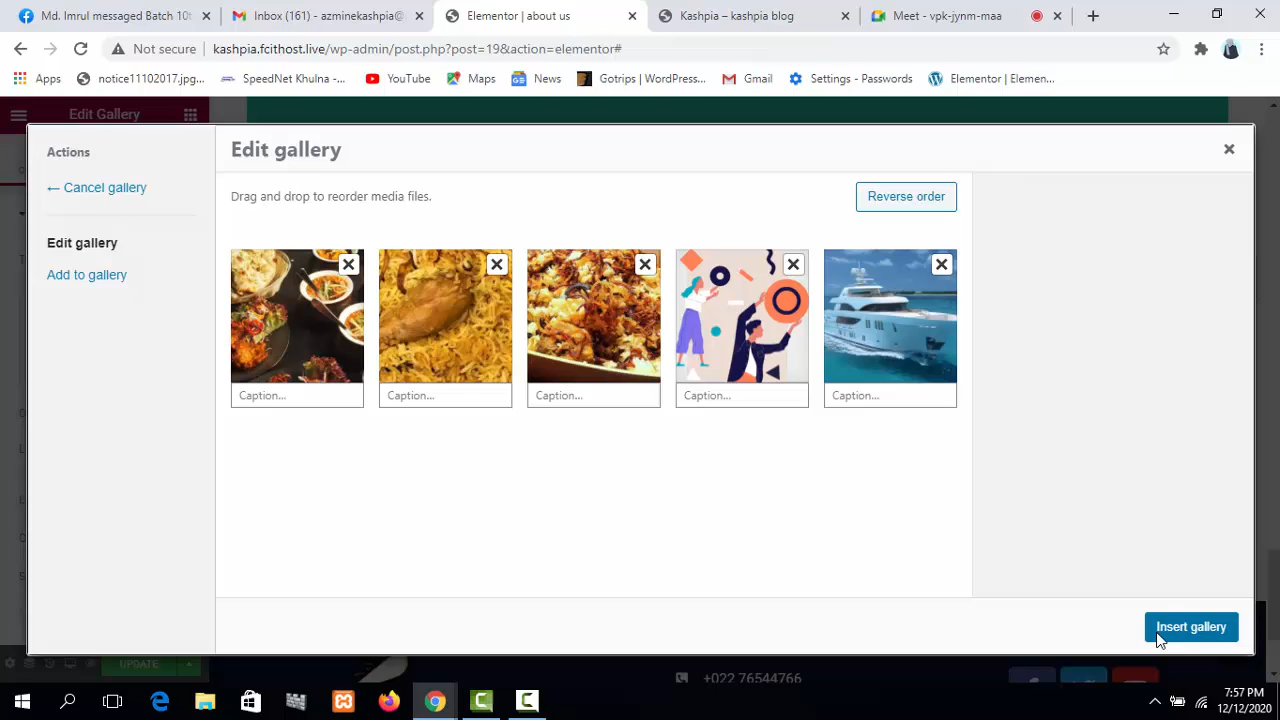 Md. Imrul messaged Batch 10t
Inbox (161) - azminekashpia@
Elementor | about us
Kashpia – kashpia blog
Meet - vpk-jynm-maa
Not secure
kashpia.fcithost.live/wp-admin/post.php?post=19&action=elementor#
Apps
notice11102017.jpg...
SpeedNet Khulna -...
YouTube
Maps
News
Gotrips | WordPress...
Gmail
Settings - Passwords
Elementor | Elemen...
Edit Gallery
Actions
← Cancel gallery
Edit gallery
Add to gallery
Edit gallery
Drag and drop to reorder media files.
Reverse order
Caption...
Caption...
Caption...
Caption...
Caption...
Insert gallery
UPDATE
+022 76544766
7:57 PM
12/12/2020